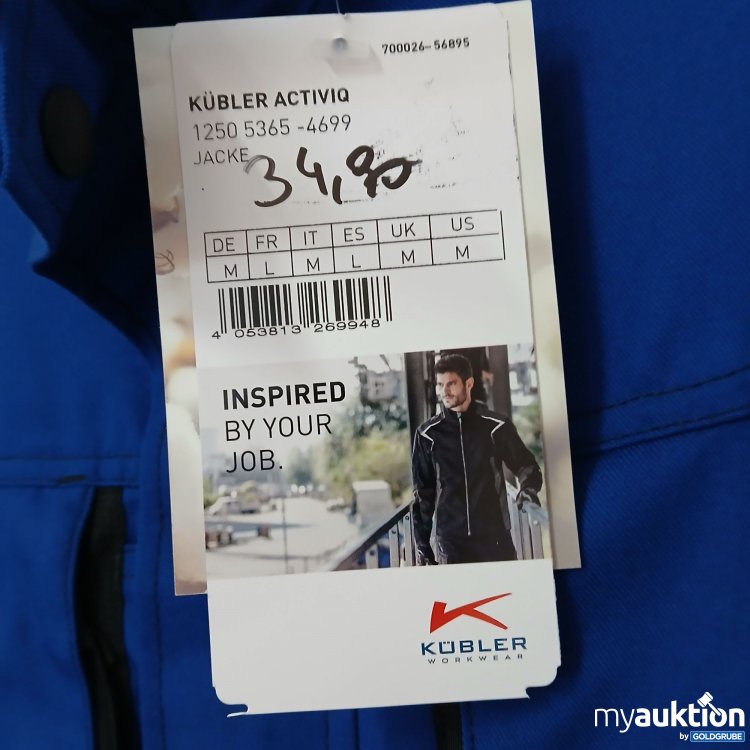 700026-56895
KÜBLER ACTIVIQ
1250 5365 -4699
JACKE
34,90
DE FR IT ES UK US
M L M L M M
4 053813 269948
INSPIRED
BY YOUR
JOB.
KÜBLER
WORKWEAR
myauktion
by GOLDGRUBE